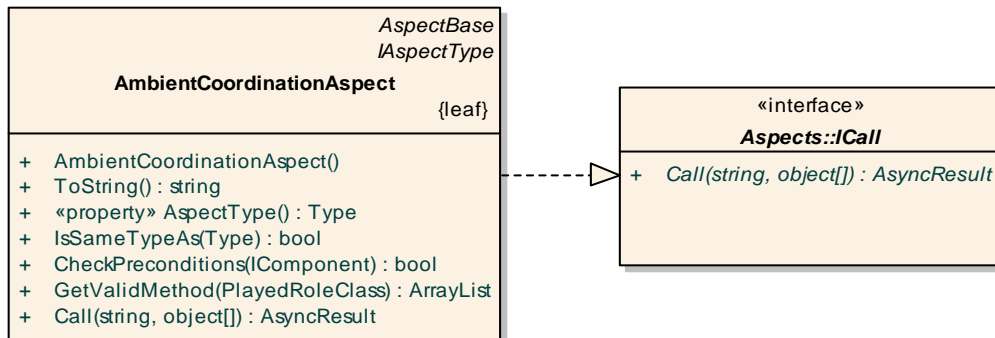 AspectBase
IAspectType
AmbientCoordinationAspect
{leaf}
+ AmbientCoordinationAspect()
+ ToString() : string
+ «property» AspectType() : Type
+ IsSameTypeAs(Type) : bool
+ CheckPreconditions(IComponent) : bool
+ GetValidMethod(PlayedRoleClass) : ArrayList
+ Call(string, object[]) : AsyncResult
«interface»
Aspects::ICall
+ Call(string, object[]) : AsyncResult